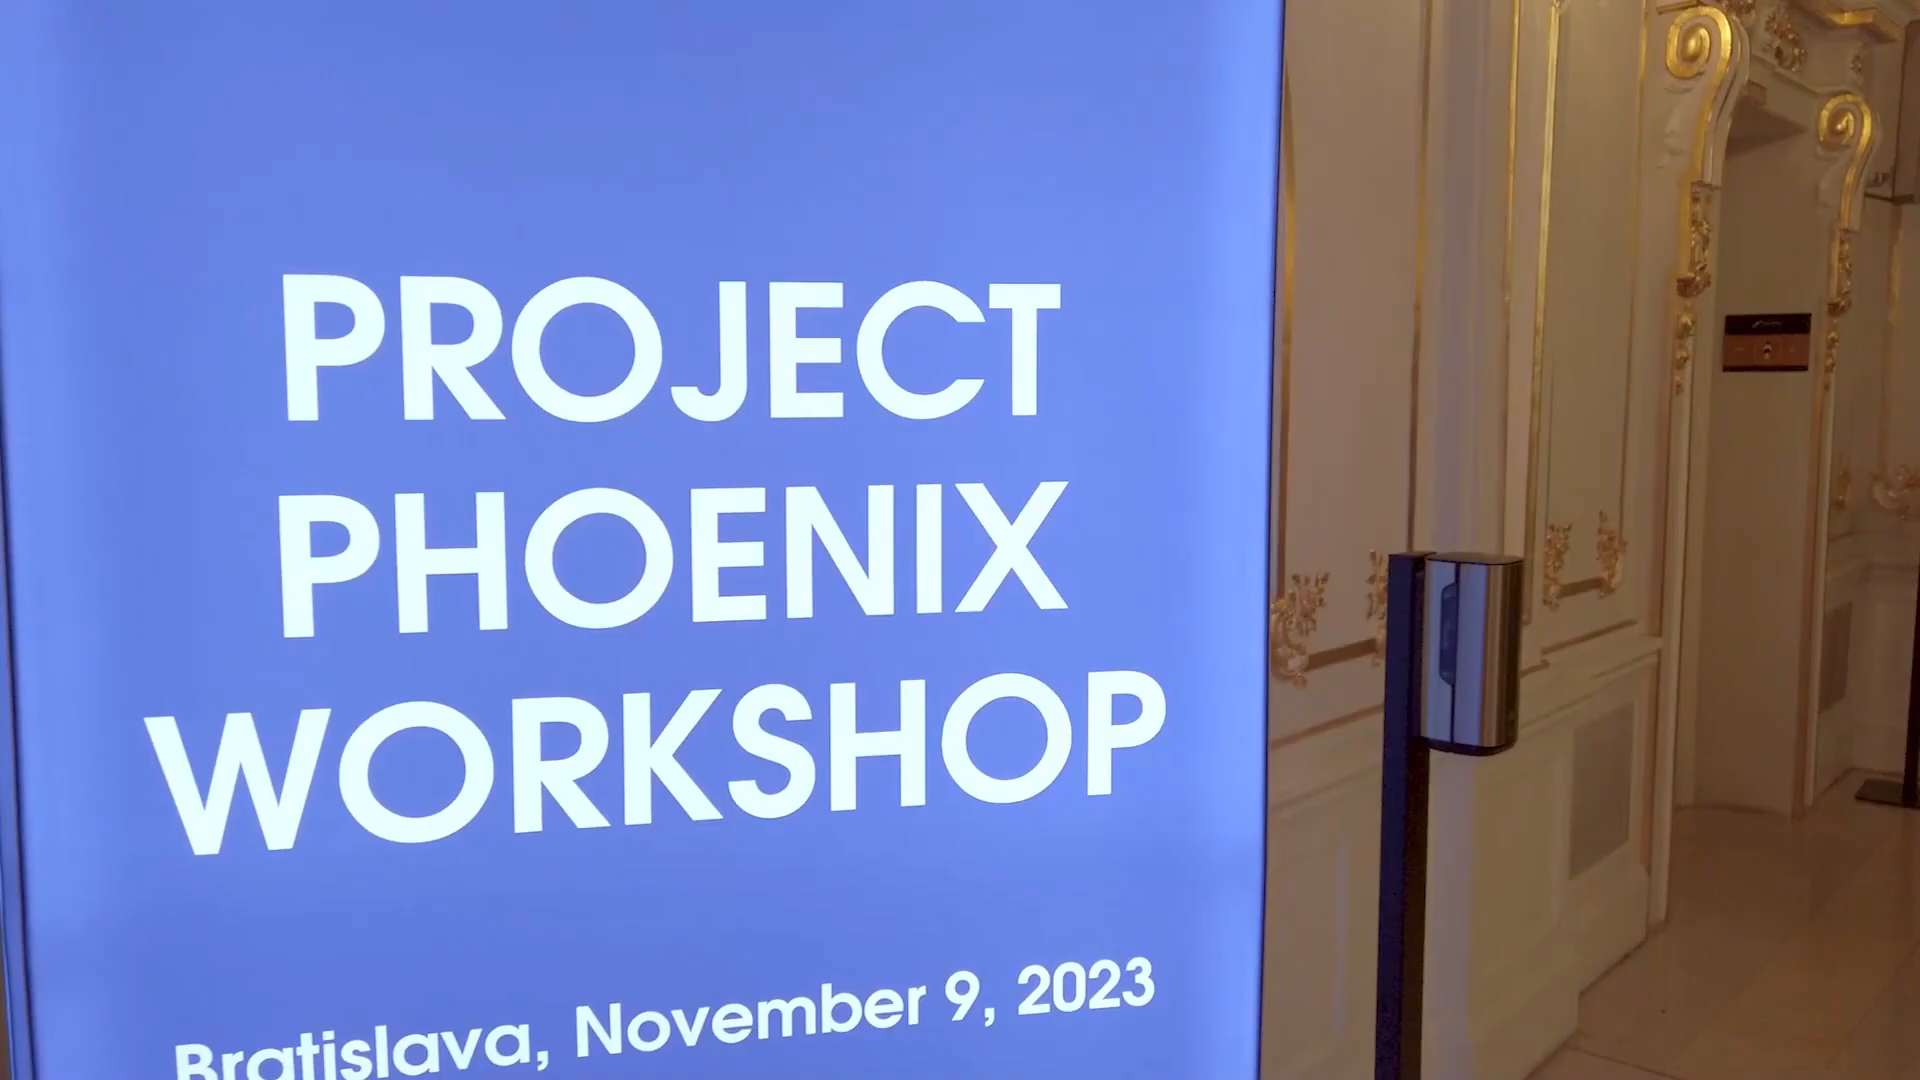 PROJECT
PHOENIX
WORKSHOP
Bratislava, November 9, 2023